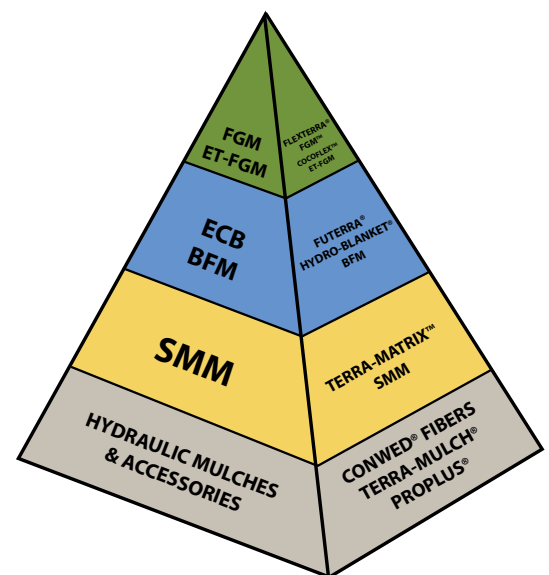 FGM
ET-FGM
FLEXTERRA®
FGM™
COCOFLEX™
ET-FGM
ECB
BFM
FUTERRA®
HYDRO-BLANKET®
BFM
SMM
TERRA-MATRIX™
SMM
HYDRAULIC MULCHES
& ACCESSORIES
CONWED® FIBERS
TERRA-MULCH®
PROPLUS®